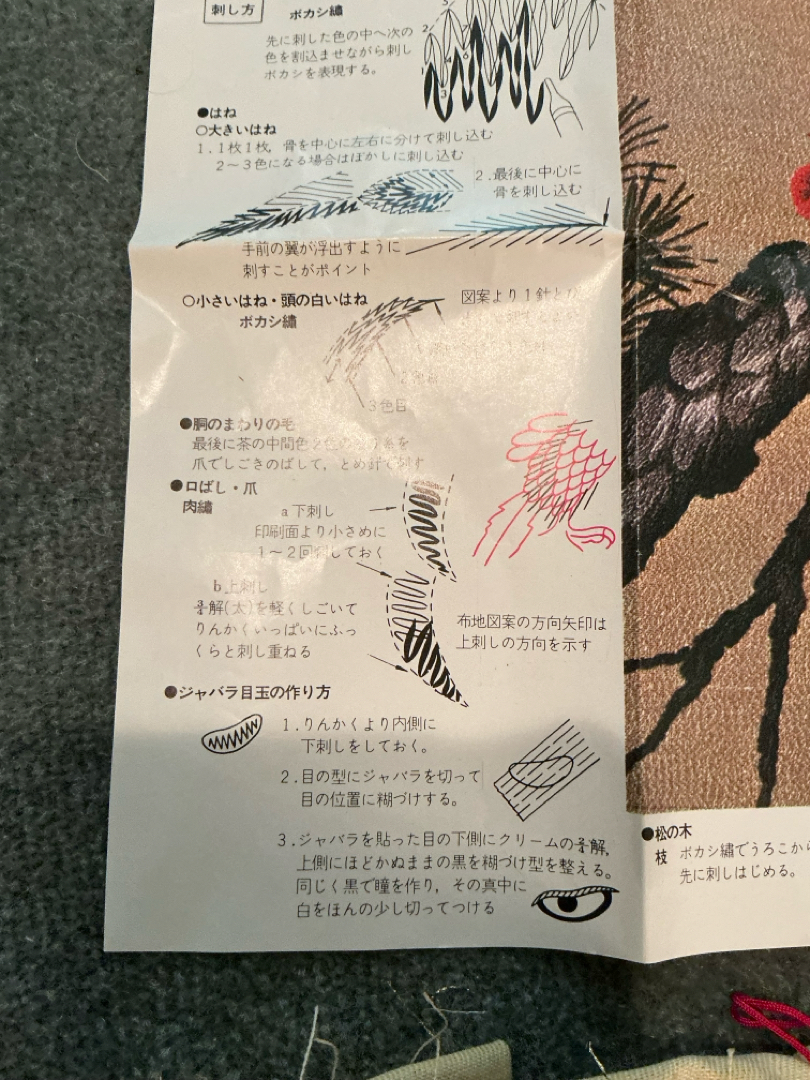 刺し方
ボカシ繡
先に刺した色の中へ次の
色を割込ませながら刺し
ボカシを表現する。
1
2
3
4
5
6
7
●はね
○大きいはね
1.1枚1枚，骨を中心に左右に分けて刺し込む
2～3色になる場合はぼかしに刺し込む
2.最後に中心に
骨を刺し込む
手前の翼が浮出すように
刺すことがポイント
○小さいはね・頭の白いはね
ボカシ繡
図案より1針
2色目
3色目
●胴のまわりの毛
最後に茶の中間色2色の
爪でしごきのばして，とめ針で刺す
●口ばし・爪
肉繡
a下刺し
印刷面より小さめに
1～2回刺しておく
b上刺し
(太)を軽くしごいて
りんかくいっぱいにふっ
くらと刺し重ねる
布地図案の方向矢印は
上刺しの方向を示す
●ジャバラ目玉の作り方
1.りんかくより内側に
下刺しをしておく。
2.目の型にジャバラを切って
目の位置に糊づけする。
3.ジャバラを貼った目の下側にクリームの
上側にほどかぬままの黒を糊づけ型を整える。
同じく黒で瞳を作り，その真中に
白をほんの少し切ってつける
●松の木
枝 ボカシ繡でうろこから
先に刺しはじめる。